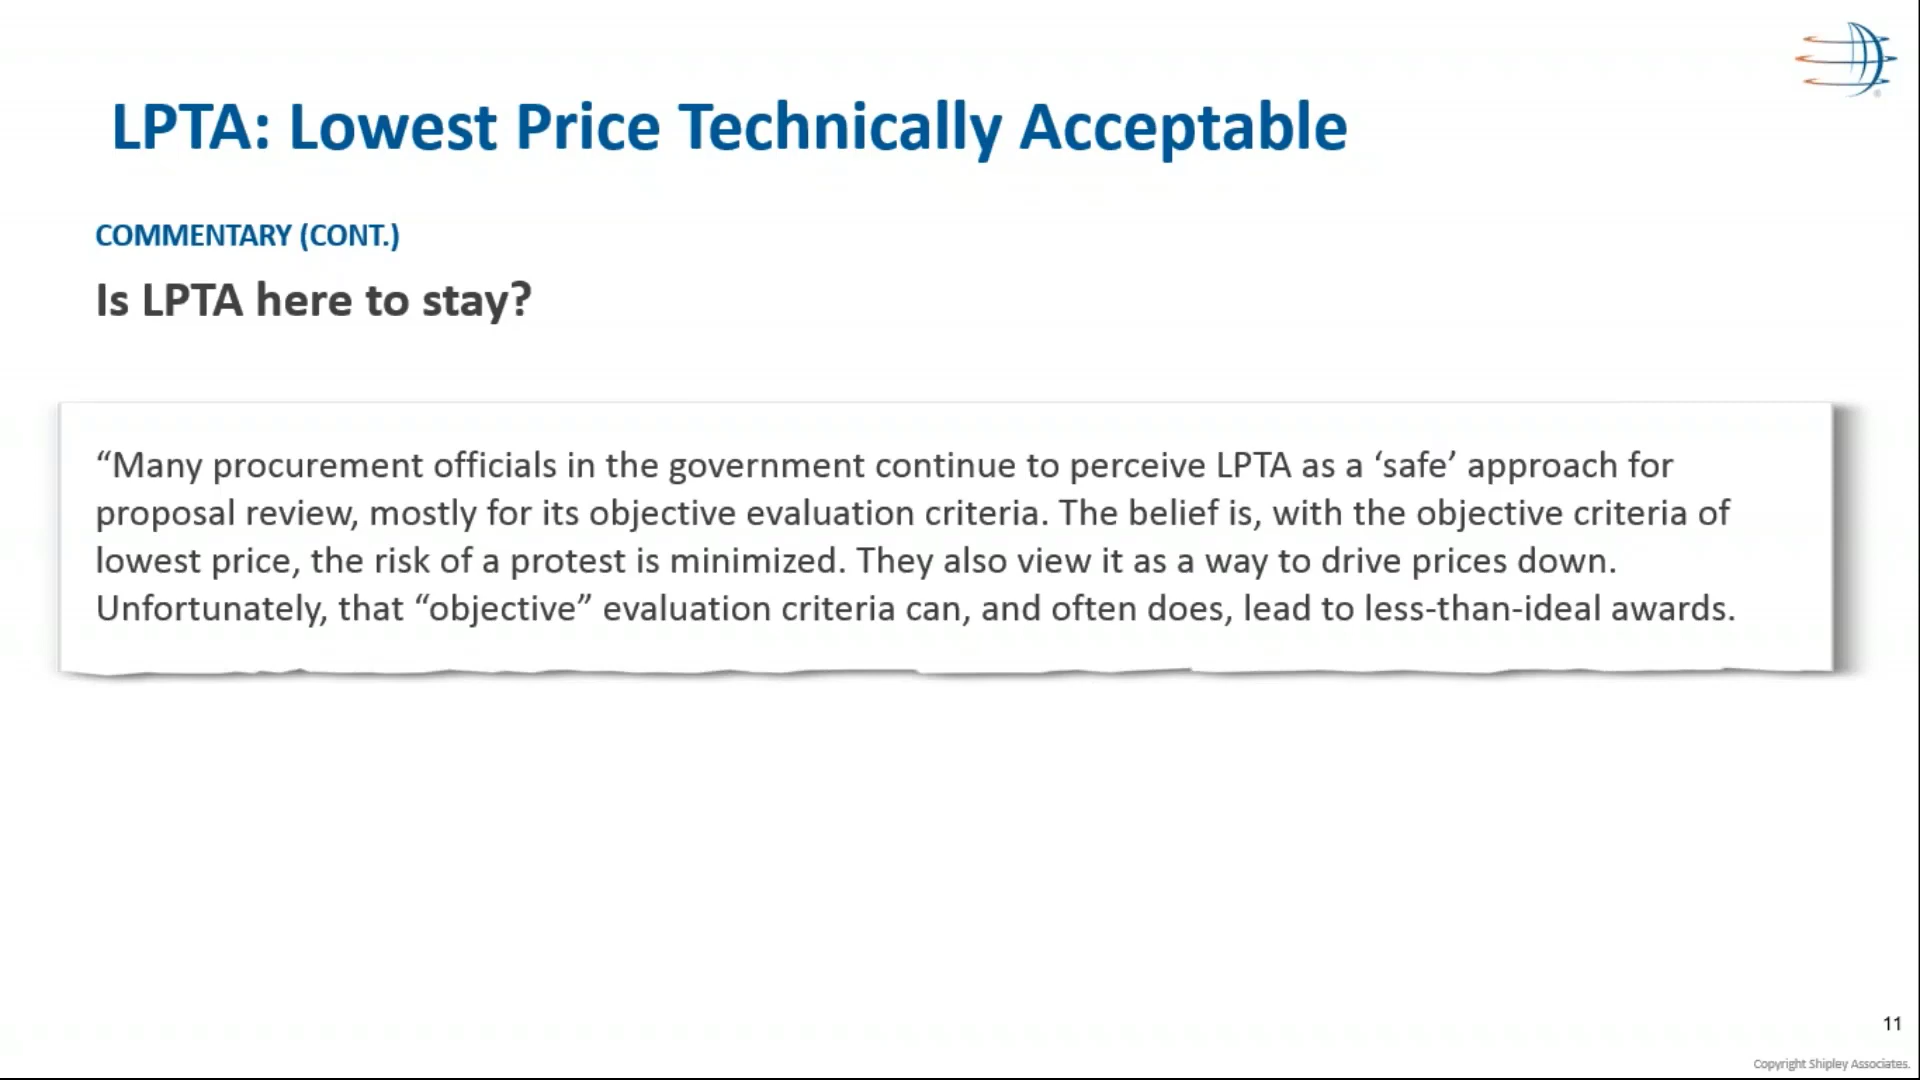 LPTA: Lowest Price Technically Acceptable
COMMENTARY (CONT.)
Is LPTA here to stay?
“Many procurement officials in the government continue to perceive LPTA as a ‘safe’ approach for
proposal review, mostly for its objective evaluation criteria. The belief is, with the objective criteria of
lowest price, the risk of a protest is minimized. They also view it as a way to drive prices down.
Unfortunately, that “objective” evaluation criteria can, and often does, lead to less-than-ideal awards.
11
Copyright Shipley Associates.